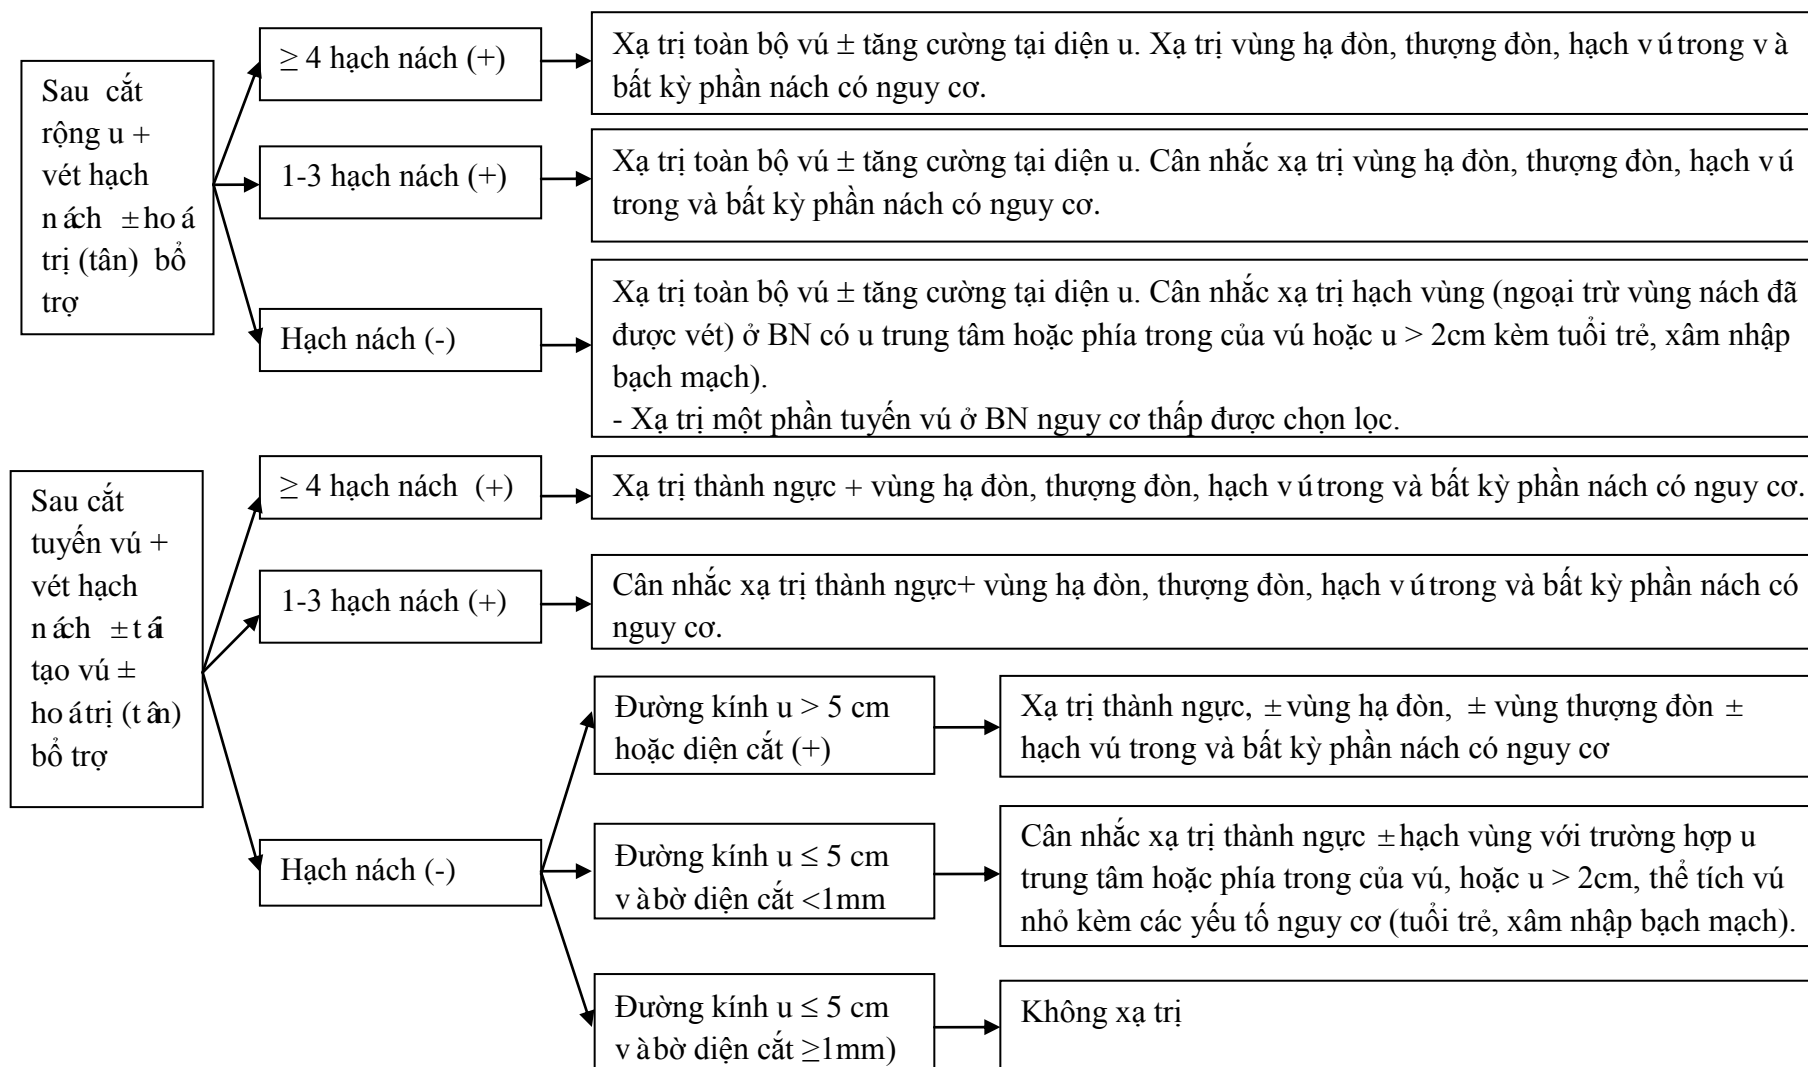 Sau cắt
rộng u +
vét hạch
nách ± hoá
trị (tân) bổ
trợ
≥ 4 hạch nách (+)
Xạ trị toàn bộ vú ± tăng cường tại diện u. Xạ trị vùng hạ đòn, thượng đòn, hạch vú trong và
bất kỳ phần nách có nguy cơ.
1-3 hạch nách (+)
Xạ trị toàn bộ vú ± tăng cường tại diện u. Cân nhắc xạ trị vùng hạ đòn, thượng đòn, hạch vú
trong và bất kỳ phần nách có nguy cơ.
Hạch nách (-)
Xạ trị toàn bộ vú ± tăng cường tại diện u. Cân nhắc xạ trị hạch vùng (ngoại trừ vùng nách đã
được vét) ở BN có u trung tâm hoặc phía trong của vú hoặc u > 2cm kèm tuổi trẻ, xâm nhập
bạch mạch).
- Xạ trị một phần tuyến vú ở BN nguy cơ thấp được chọn lọc.
Sau cắt
tuyến vú +
vét hạch
nách ± tái
tạo vú ±
hoá trị (tân)
bổ trợ
≥ 4 hạch nách (+)
Xạ trị thành ngực + vùng hạ đòn, thượng đòn, hạch vú trong và bất kỳ phần nách có nguy cơ.
1-3 hạch nách (+)
Cân nhắc xạ trị thành ngực+ vùng hạ đòn, thượng đòn, hạch vú trong và bất kỳ phần nách có
nguy cơ.
Hạch nách (-)
Đường kính u > 5 cm
hoặc diện cắt (+)
Xạ trị thành ngực, ± vùng hạ đòn, ± vùng thượng đòn ±
hạch vú trong và bất kỳ phần nách có nguy cơ
Đường kính u ≤ 5 cm
và bờ diện cắt <1mm
Cân nhắc xạ trị thành ngực ± hạch vùng với trường hợp u
trung tâm hoặc phía trong của vú, hoặc u > 2cm, thể tích vú
nhỏ kèm các yếu tố nguy cơ (tuổi trẻ, xâm nhập bạch mạch).
Đường kính u ≤ 5 cm
và bờ diện cắt ≥1mm)
Không xạ trị